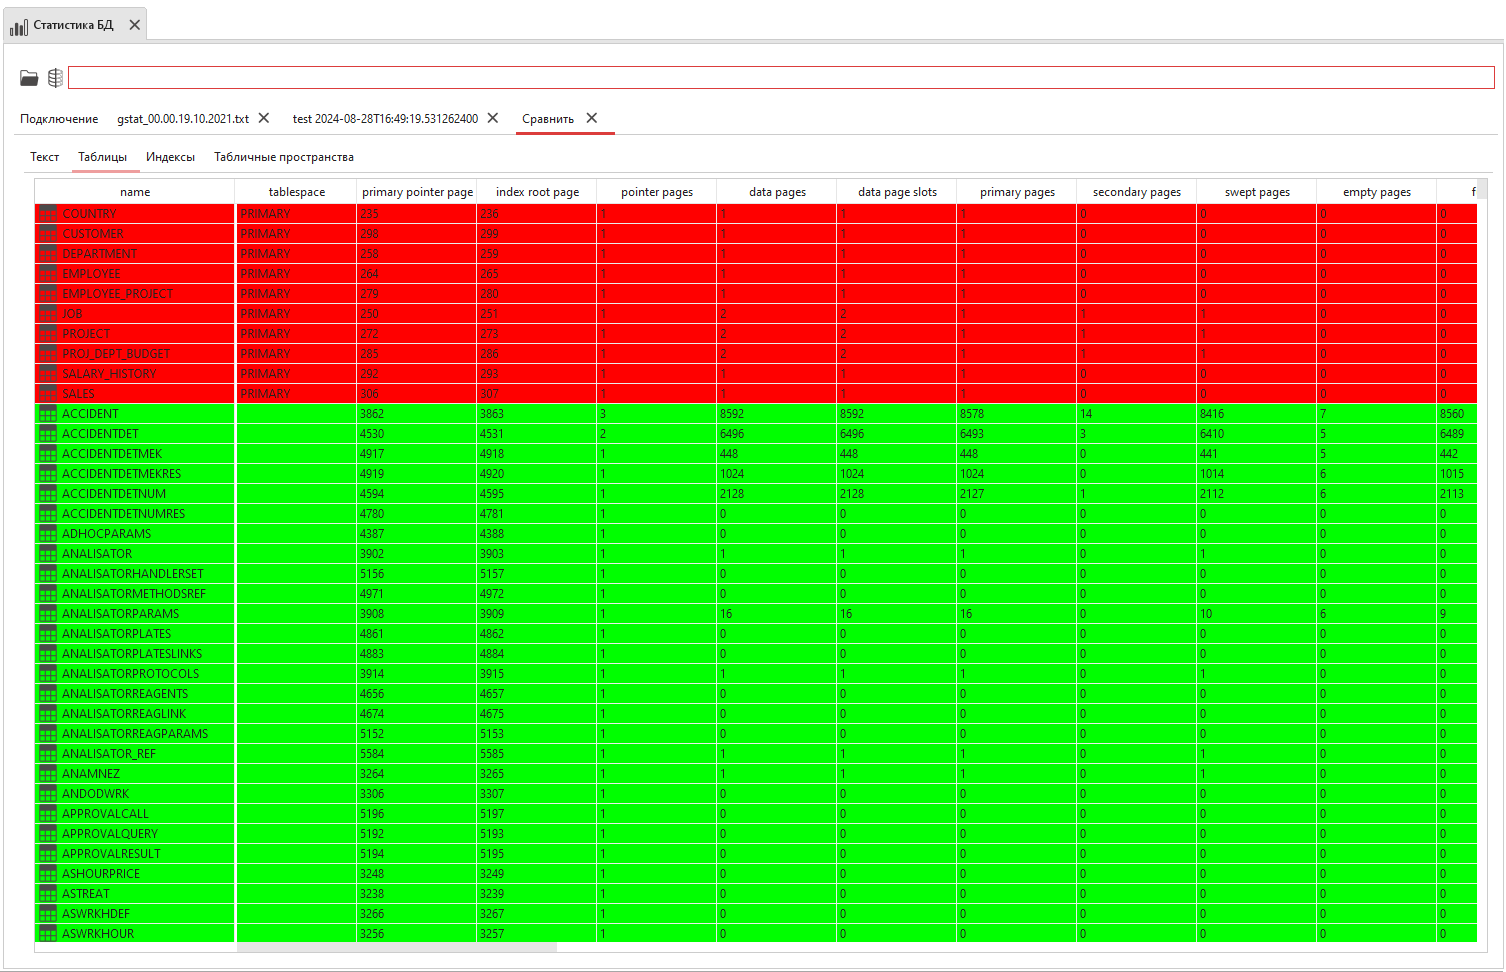 Статистика БД
Подключение gstat_00.00.19.10.2021.txt test 2024-08-28T16:49:19.531262400 Сравнить
Текст Таблицы Индексы Табличные пространства
name tablespace primary pointer page index root page pointer pages data pages data page slots primary pages secondary pages swept pages empty pages f
COUNTRY PRIMARY 235 236 1 1 1 1 0 0 0 0
CUSTOMER PRIMARY 298 299 1 1 1 1 0 0 0 0
DEPARTMENT PRIMARY 258 259 1 1 1 1 0 0 0 0
EMPLOYEE PRIMARY 264 265 1 1 1 1 0 0 0 0
EMPLOYEE_PROJECT PRIMARY 279 280 1 1 1 1 0 0 0 0
JOB PRIMARY 250 251 1 2 2 1 1 1 0 0
PROJECT PRIMARY 272 273 1 2 2 1 1 1 0 0
PROJ_DEPT_BUDGET PRIMARY 285 286 1 2 2 1 1 1 0 0
SALARY_HISTORY PRIMARY 292 293 1 1 1 1 0 0 0 0
SALES PRIMARY 306 307 1 1 1 1 0 0 0 0
ACCIDENT 3862 3863 3 8592 8592 8578 14 8416 7 8560
ACCIDENTDET 4530 4531 2 6496 6496 6493 3 6410 5 6489
ACCIDENTDETMEK 4917 4918 1 448 448 448 0 441 5 442
ACCIDENTDETMEKRES 4919 4920 1 1024 1024 1024 0 1014 6 1015
ACCIDENTDETNUM 4594 4595 1 2128 2128 2127 1 2112 6 2113
ACCIDENTDETNUMRES 4780 4781 1 0 0 0 0 0 0 0
ADHOCPARAMS 4387 4388 1 0 0 0 0 0 0 0
ANALISATOR 3902 3903 1 1 1 1 0 1 0 0
ANALISATORHANDLERSET 5156 5157 1 0 0 0 0 0 0 0
ANALISATORMETHODSREF 4971 4972 1 0 0 0 0 0 0 0
ANALISATORPARAMS 3908 3909 1 16 16 16 0 10 6 9
ANALISATORPLATES 4861 4862 1 0 0 0 0 0 0 0
ANALISATORPLATESLINKS 4883 4884 1 0 0 0 0 0 0 0
ANALISATORPROTOCOLS 3914 3915 1 1 1 1 0 1 0 0
ANALISATORREAGENTS 4656 4657 1 0 0 0 0 0 0 0
ANALISATORREAGLINK 4674 4675 1 0 0 0 0 0 0 0
ANALISATORREAGPARAMS 5152 5153 1 0 0 0 0 0 0 0
ANALISATOR_REF 5584 5585 1 1 1 1 0 1 0 0
ANAMNEZ 3264 3265 1 1 1 1 0 1 0 0
ANDODWRK 3306 3307 1 0 0 0 0 0 0 0
APPROVALCALL 5196 5197 1 0 0 0 0 0 0 0
APPROVALQUERY 5192 5193 1 0 0 0 0 0 0 0
APPROVALRESULT 5194 5195 1 0 0 0 0 0 0 0
ASHOURPRICE 3248 3249 1 0 0 0 0 0 0 0
ASTREAT 3238 3239 1 0 0 0 0 0 0 0
ASWRKHDEF 3266 3267 1 0 0 0 0 0 0 0
ASWRKHOUR 3256 3257 1 0 0 0 0 0 0 0